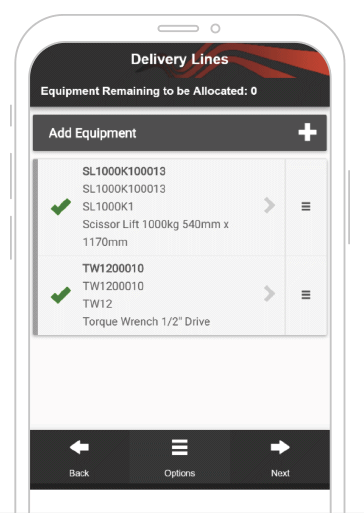 Delivery Lines
Equipment Remaining to be Allocated: 0
Add Equipment
SL1000K100013
SL1000K100013
SL1000K1
Scissor Lift 1000kg 540mm x
1170mm
TW1200010
TW1200010
TW12
Torque Wrench 1/2" Drive
Back
Options
Next